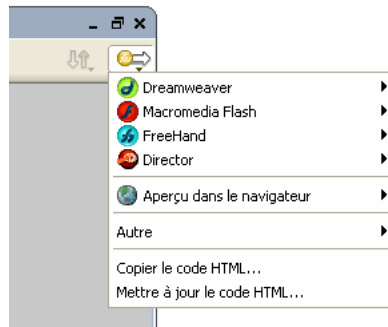 Dreamweaver
Macromedia Flash
FreeHand
Director
Aperçu dans le navigateur
Autre
Copier le code HTML...
Mettre à jour le code HTML...